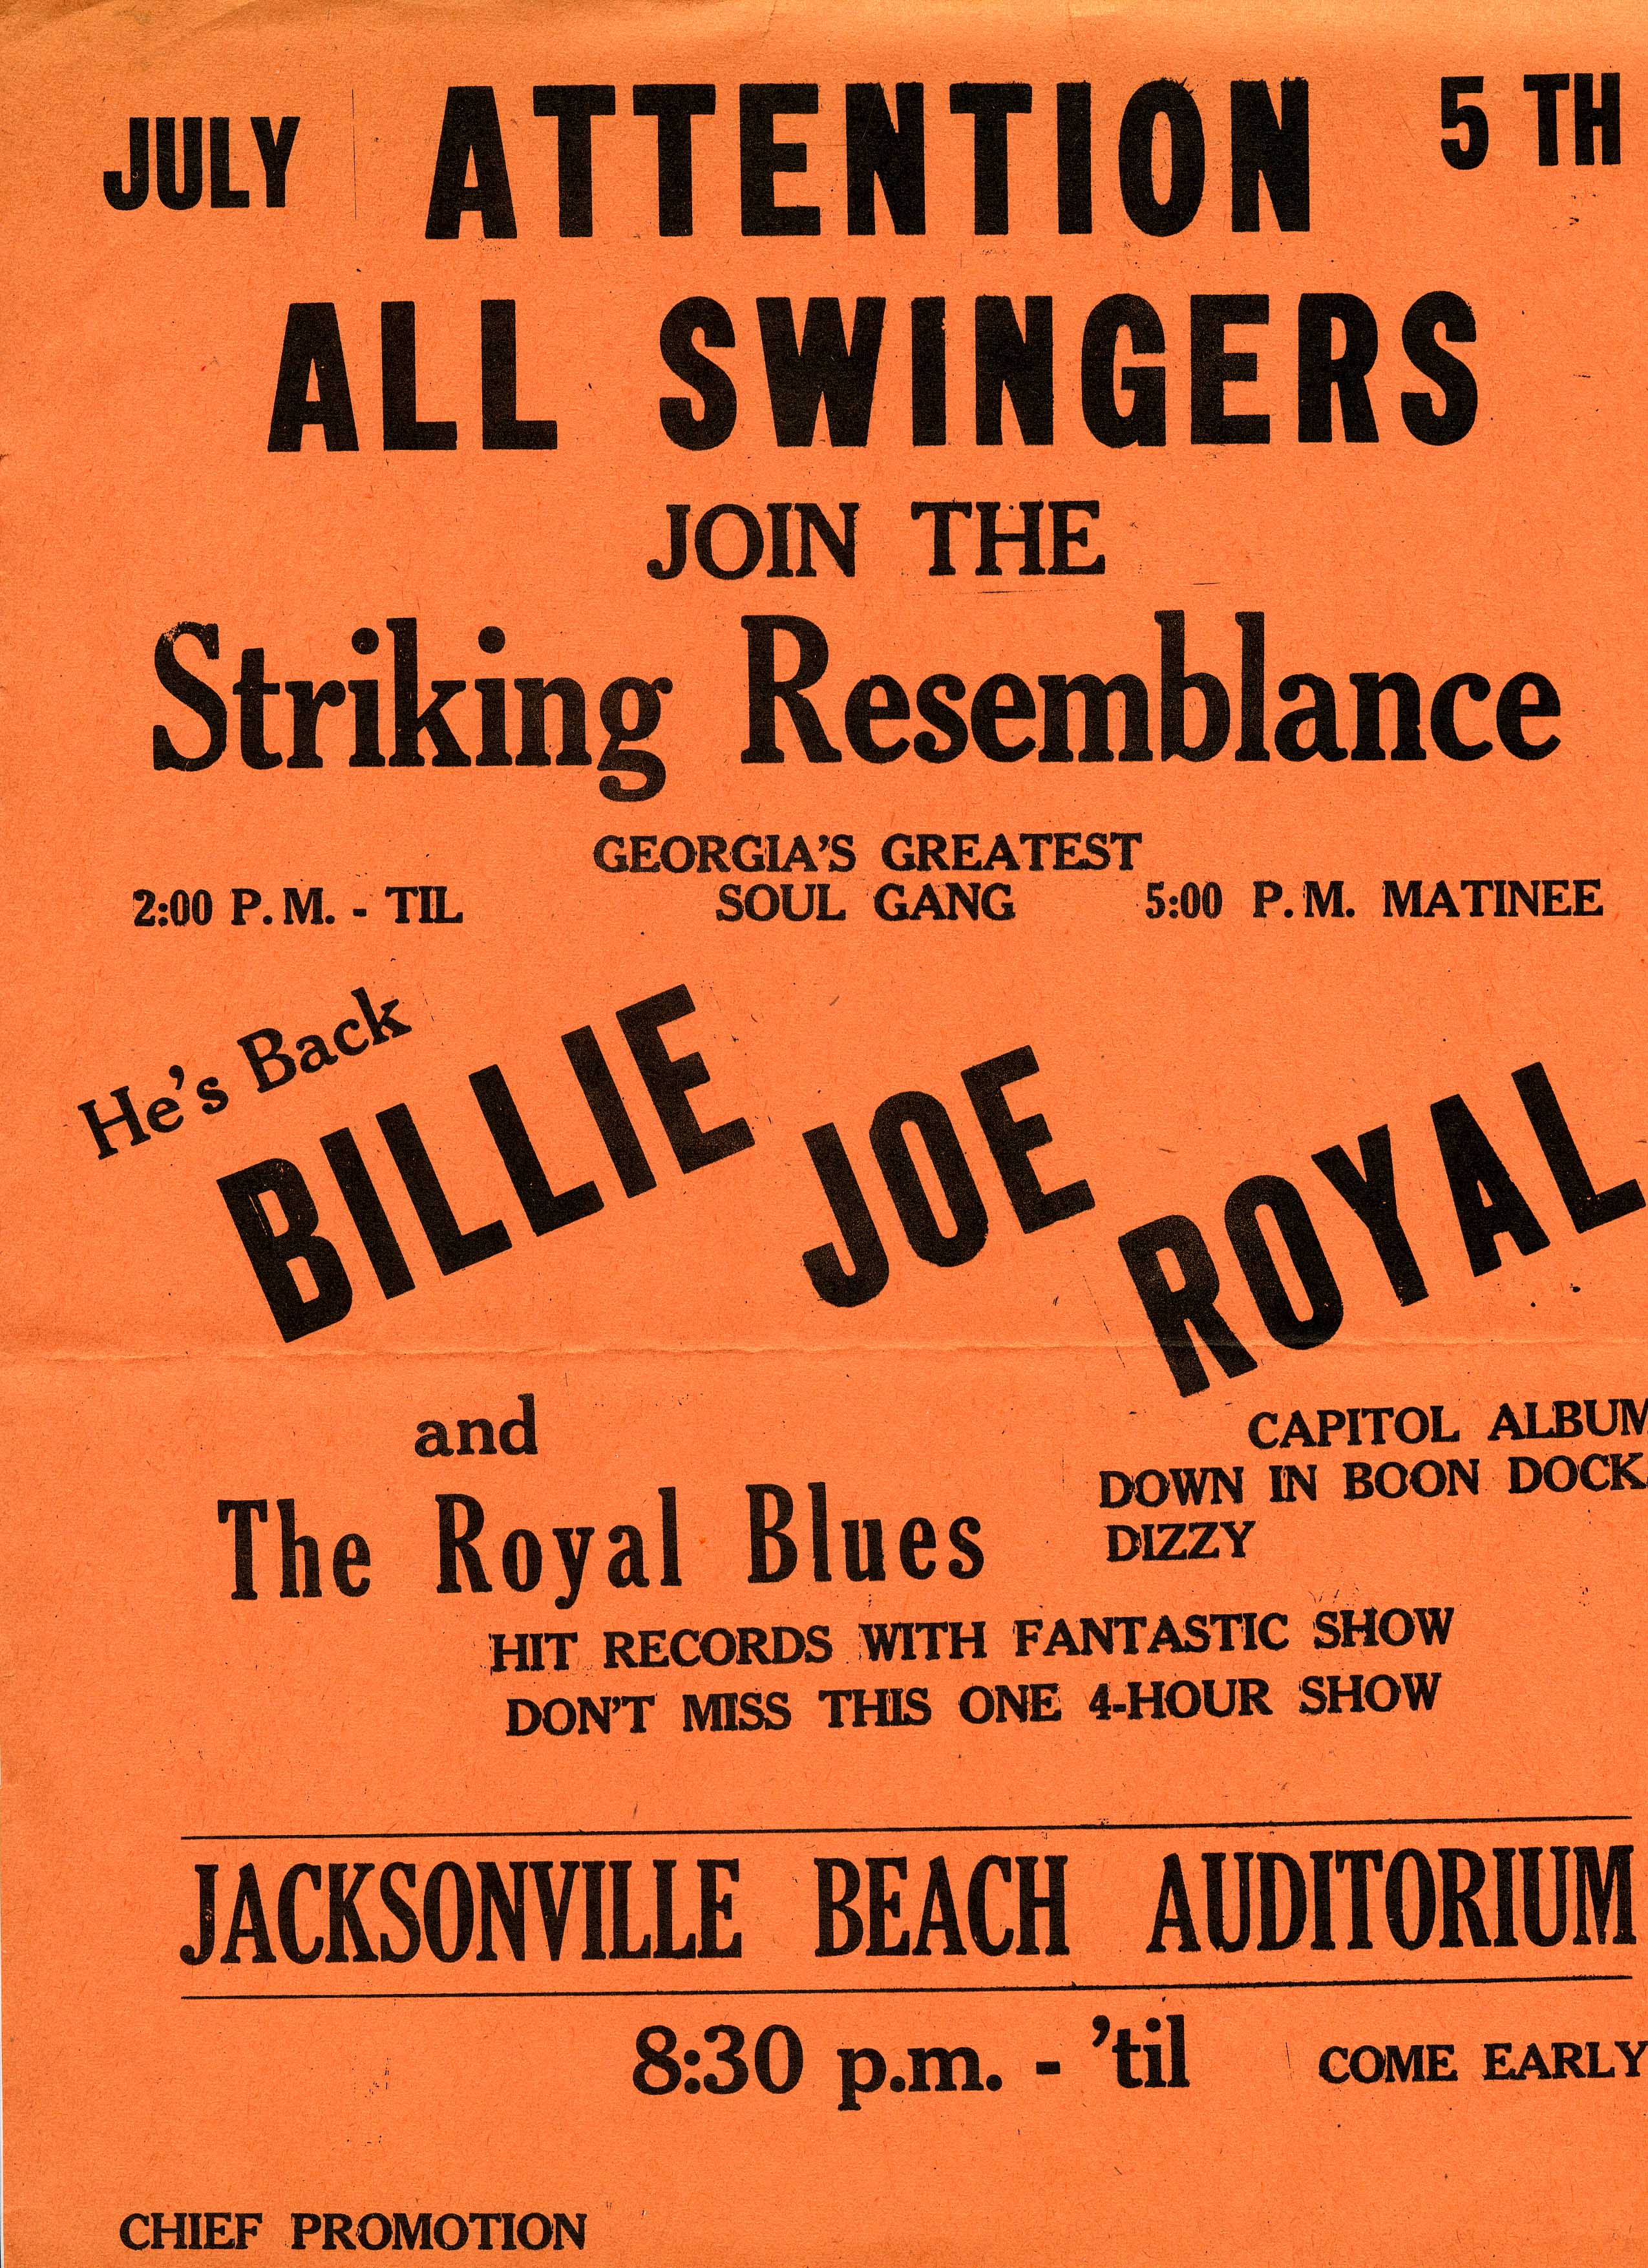 JULY ATTENTION 5 TH
ALL SWINGERS
JOIN THE
Striking Resemblance
GEORGIA'S GREATEST
2:00 P. M. - TIL SOUL GANG 5:00 P. M. MATINEE
He's Back
BILLIE JOE ROYAL
and
CAPITOL ALBUM
DOWN IN BOON DOCK
The Royal Blues
DIZZY
HIT RECORDS WITH FANTASTIC SHOW
DON'T MISS THIS ONE 4-HOUR SHOW
JACKSONVILLE BEACH AUDITORIUM
8:30 p.m. - 'til COME EARLY
CHIEF PROMOTION